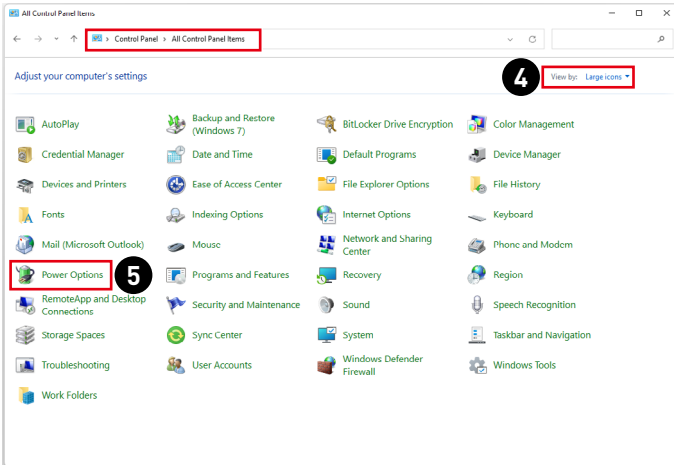 All Control Panel Items
Control Panel > All Control Panel Items
Adjust your computer's settings
4
View by: Large icons
AutoPlay
Backup and Restore
(Windows 7)
BitLocker Drive Encryption
Color Management
Credential Manager
Date and Time
Default Programs
Device Manager
Devices and Printers
Ease of Access Center
File Explorer Options
File History
Fonts
Indexing Options
Internet Options
Keyboard
Mail (Microsoft Outlook)
Mouse
Network and Sharing
Center
Phone and Modem
Power Options
5
Programs and Features
Recovery
Region
RemoteApp and Desktop
Connections
Security and Maintenance
Sound
Speech Recognition
Storage Spaces
Sync Center
System
Taskbar and Navigation
Troubleshooting
User Accounts
Windows Defender
Firewall
Windows Tools
Work Folders